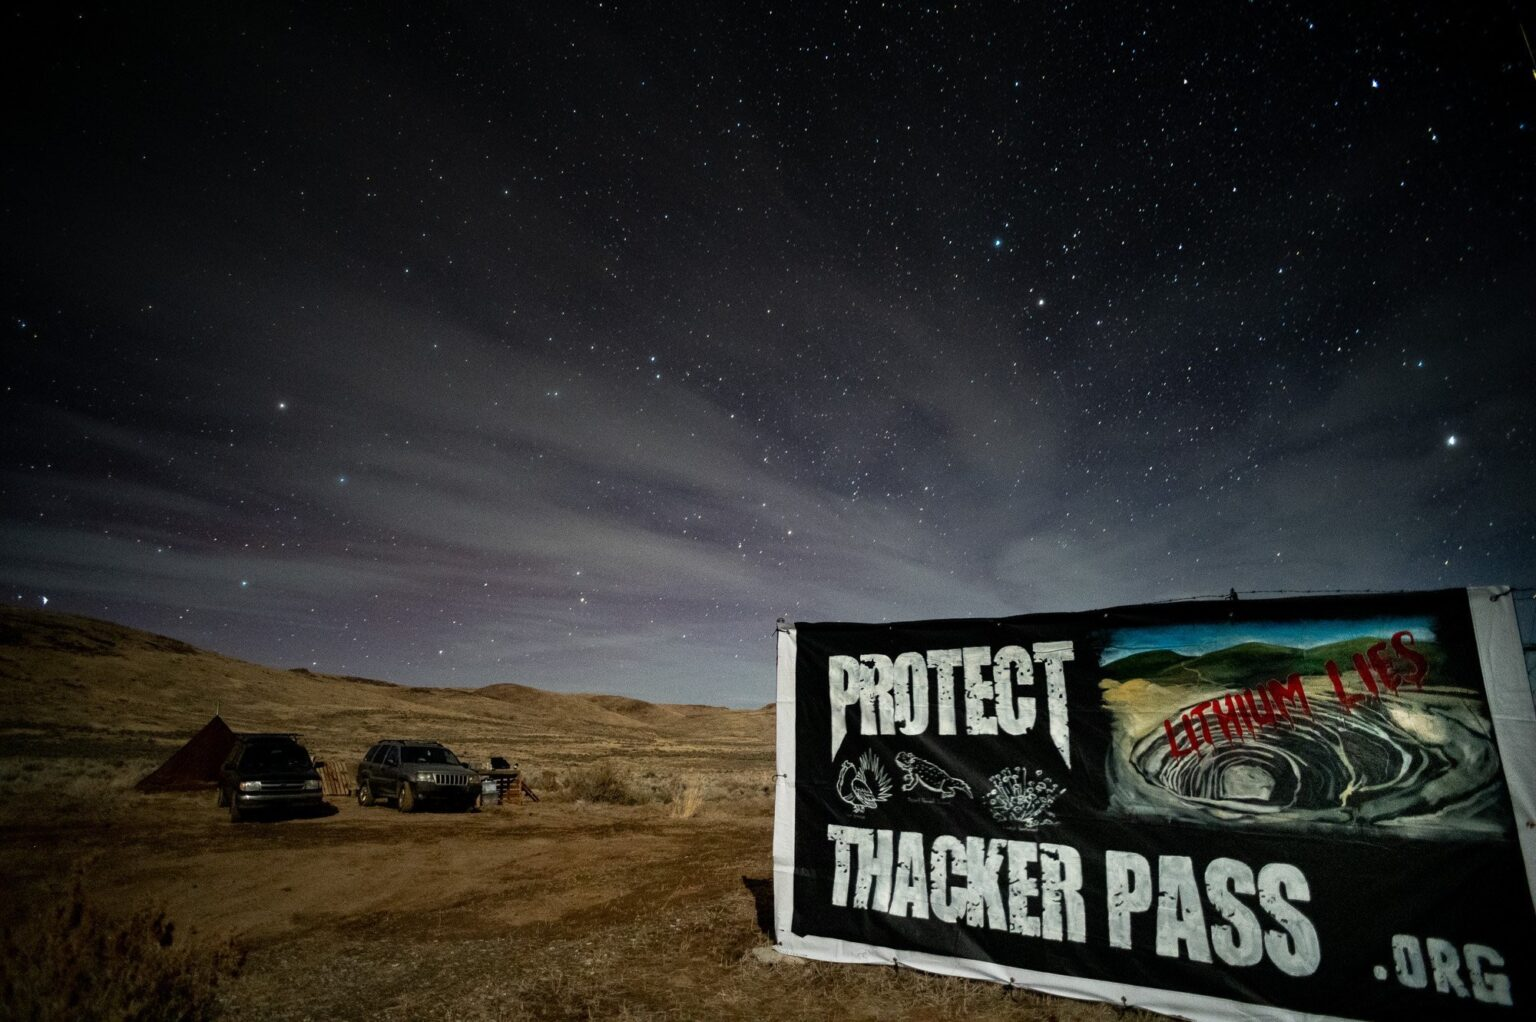 PROTECT
LITHIUM LIES
THACKER PASS
.ORG